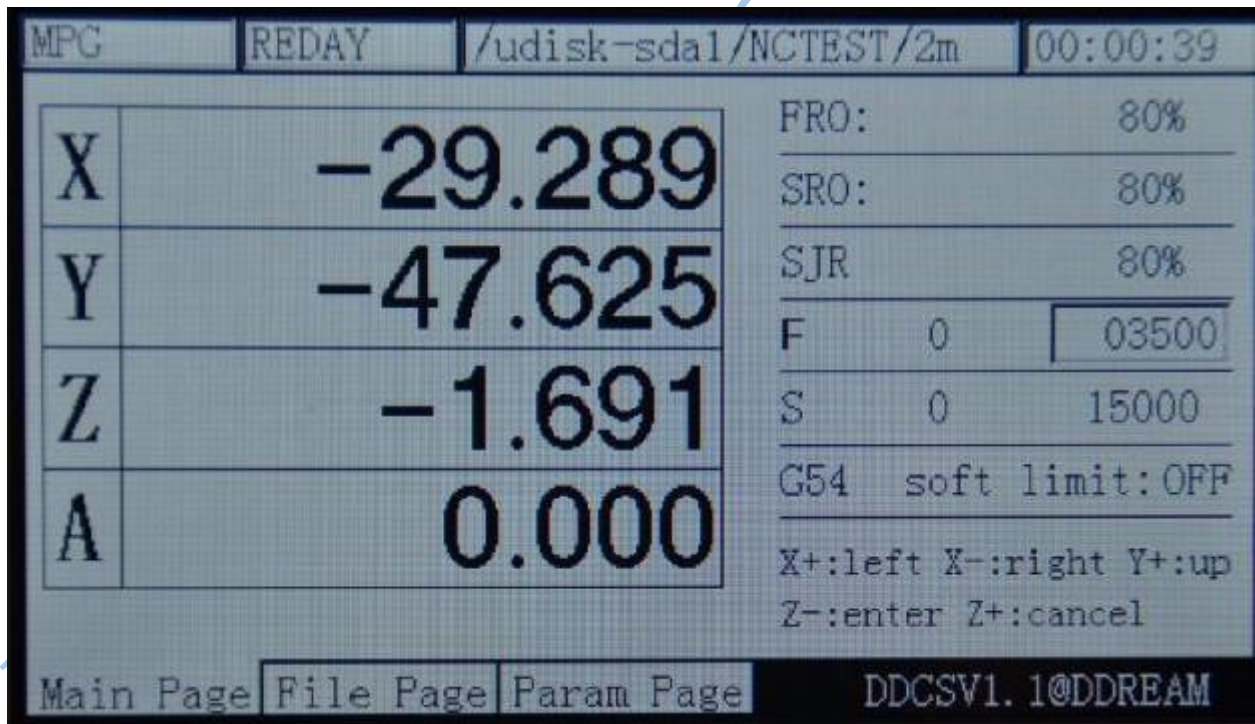 MPG REDAY /udisk-sda1/NCTEST/2m 00:00:39
X -29.289
Y -47.625
Z -1.691
A 0.000
FRO: 80%
SRO: 80%
SJR 80%
F 0 03500
S 0 15000
G54 soft limit:OFF
X+:left X-:right Y+:up
Z-:enter Z+:cancel
Main Page File Page Param Page DDCSV1.1@DDREAM